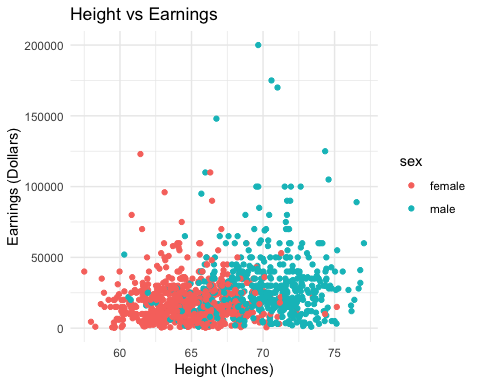 Height vs Earnings
200000
150000
100000
50000
0
Earnings (Dollars)
60
65
70
75
Height (Inches)
sex
female
male